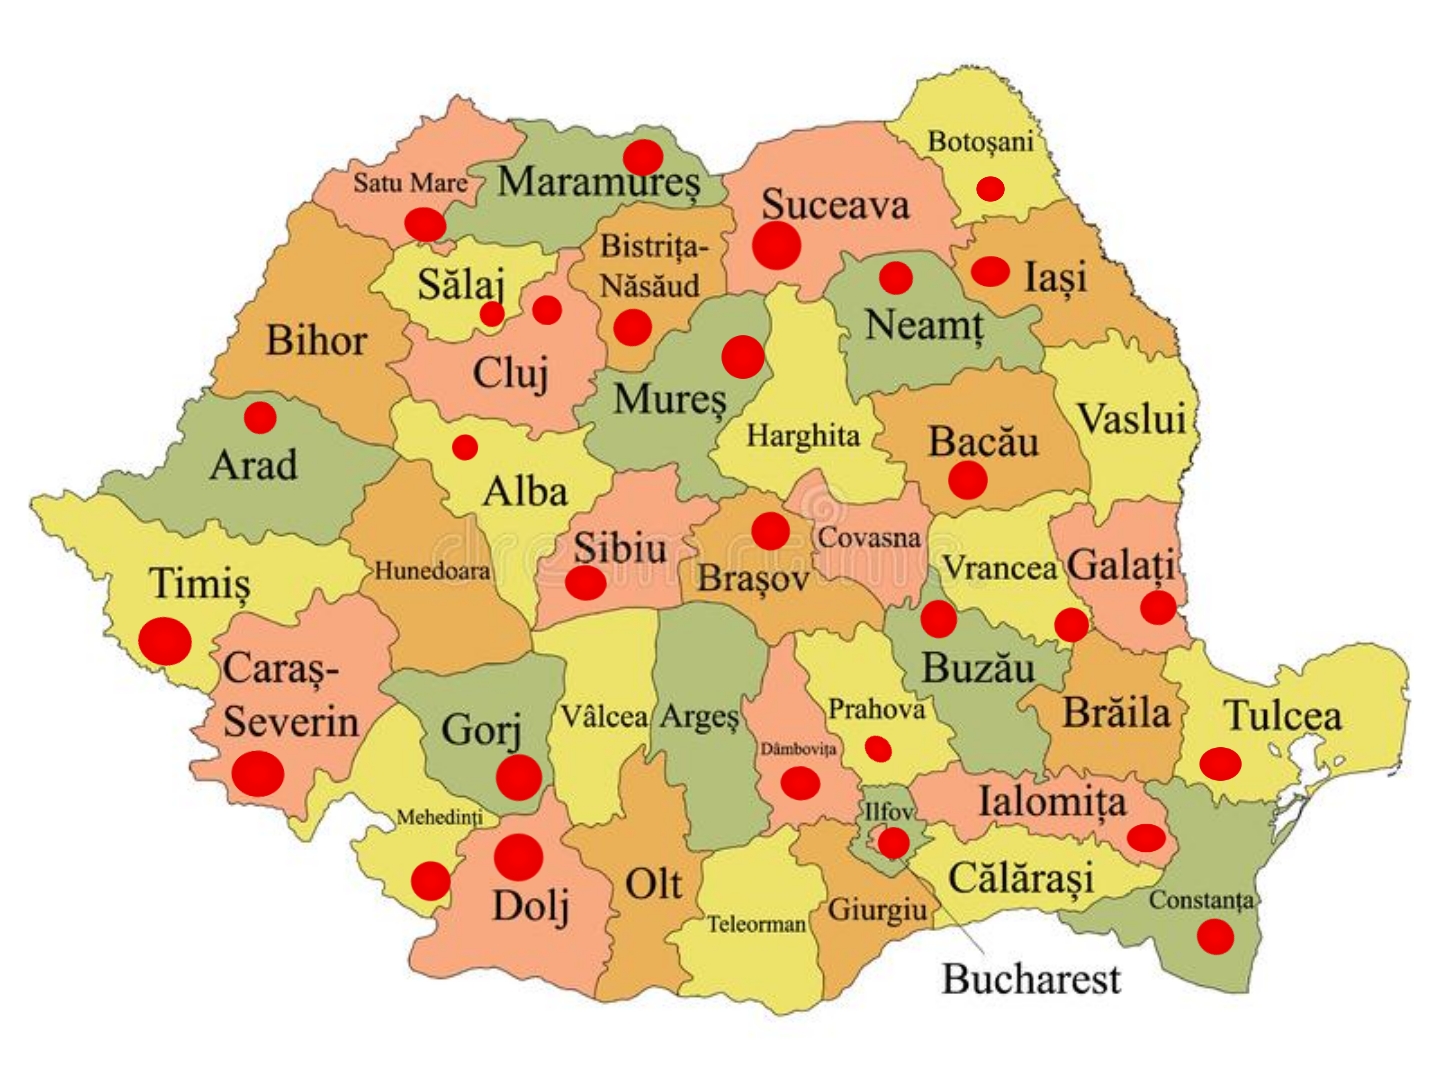 Botoșani
Satu Mare
Maramureș
Suceava
Bistrița-
Năsăud
Sălaj
Iași
Neamț
Bihor
Cluj
Mureș
Vaslui
Harghita
Bacău
Arad
Alba
Sibiu
Covasna
Hunedoara
Timiș
Brașov
Vrancea
Galați
Caraș-
Severin
Buzău
Gorj
Vâlcea
Argeș
Prahova
Brăila
Tulcea
Dâmbovița
Mehedinți
Ilfov
Ialomița
Olt
Dolj
Călărași
Constanța
Teleorman
Giurgiu
Bucharest